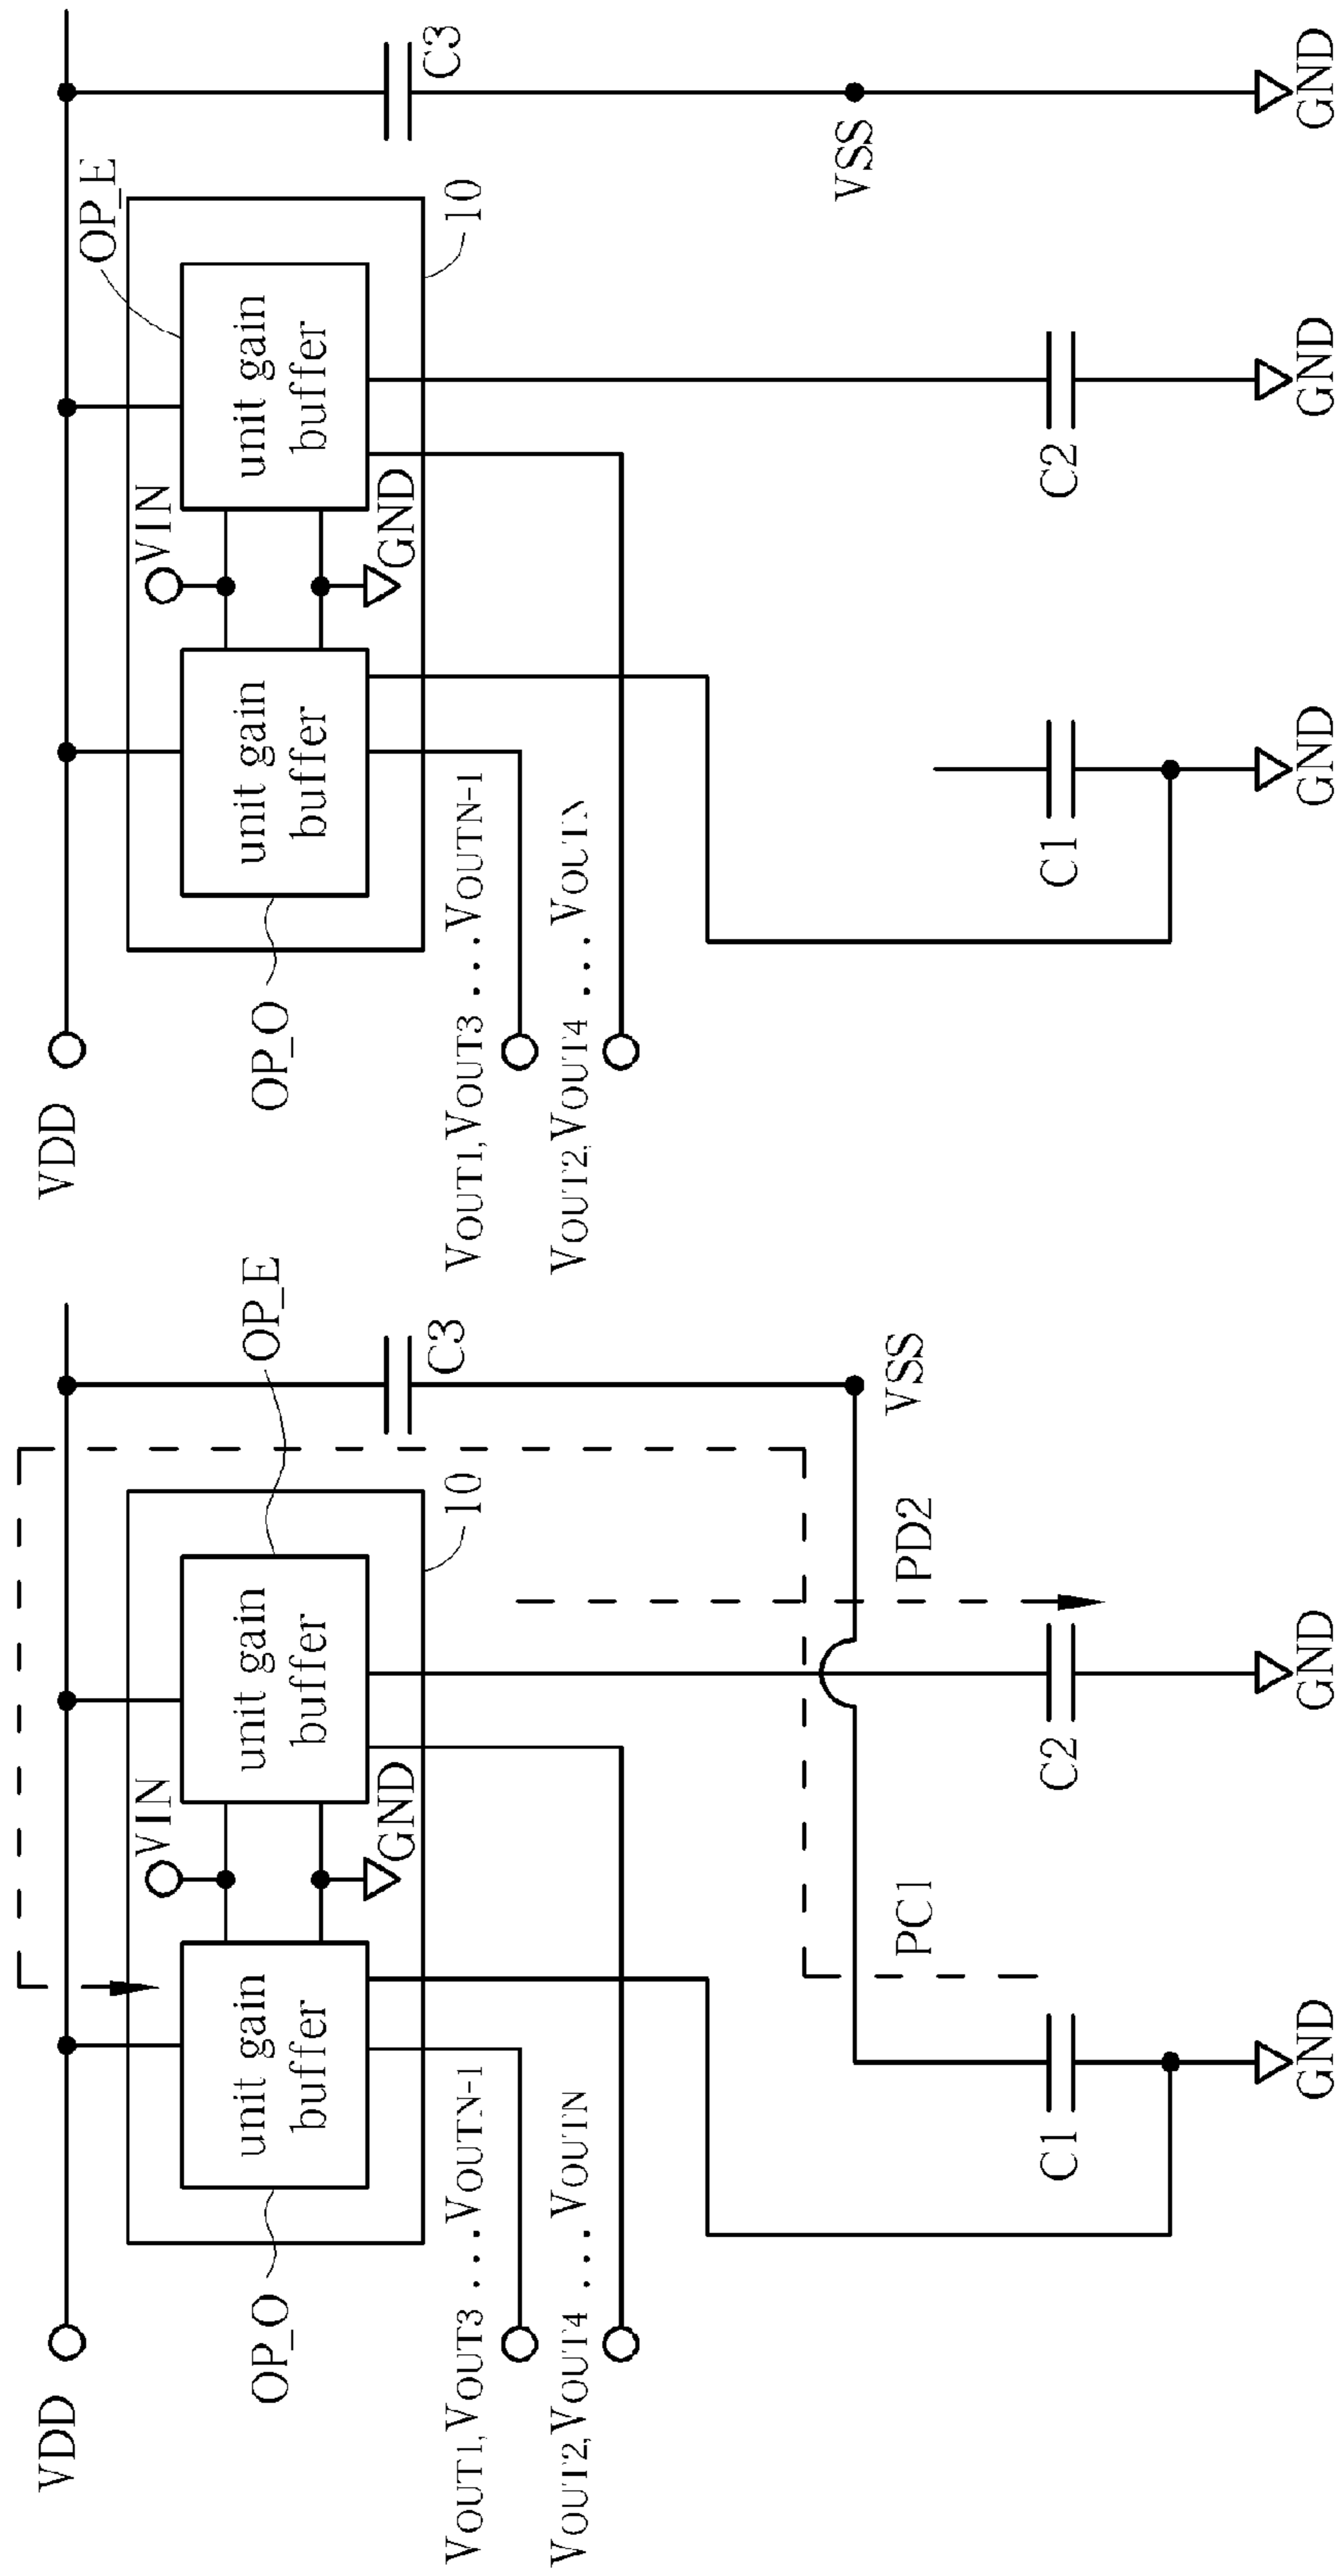 VDD
OP_O
unit gain
buffer
VIN
GND
unit gain
buffer
OP_E
10
C3
VOUT1,VOUT3 ...VOUTN-1
VOUT2,VOUT4 ...VOUTN
PC1
PD2
VSS
C1
C2
GND
GND
VDD
OP_O
unit gain
buffer
VIN
GND
unit gain
buffer
OP_E
10
C3
VOUT1,VOUT3 ...VOUTN-1
VOUT2,VOUT4 ...VOUTN
VSS
C1
C2
GND
GND
GND